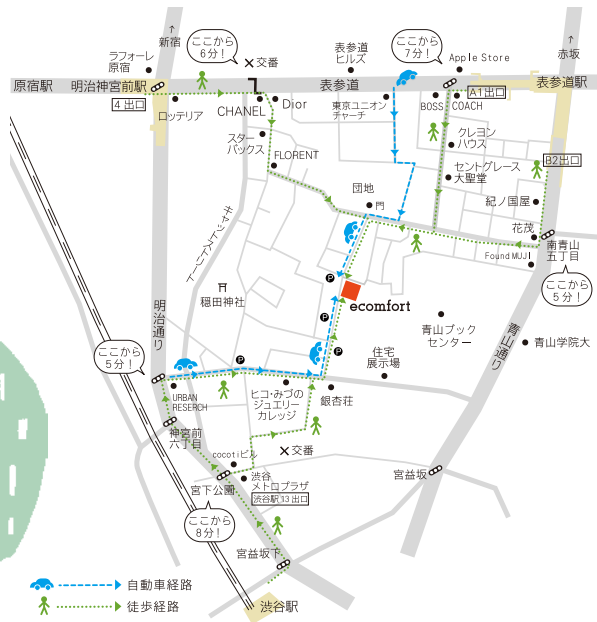 ↑新宿
ここから
6分!
交番
ラフォーレ
原宿
表参道
ヒルズ
ここから
7分!
Apple Store
↑赤坂
原宿駅
明治神宮前駅
4 出口
ロッテリア
CHANEL
Dior
表参道
東京ユニオン
チャーチ
BOSS
COACH
A1出口
表参道駅
スター
バックス
FLORENT
クレヨン
ハウス
セントグレース
大聖堂
B2出口
団地
門
紀ノ国屋
花茂
南青山
五丁目
Found MUJI
ここから
5分!
キャットストリート
穏田神社
P
P
P
P
ecomfort
明治通り
青山ブック
センター
青山通り
青山学院大
ここから
5分!
住宅
展示場
URBAN
RESERCH
ヒコ・みづの
ジュエリー
カレッジ
銀杏荘
神宮前
六丁目
cocotiビル
交番
渋谷
メトロプラザ
渋谷駅13出口
宮下公園
宮益坂
ここから
8分!
宮益坂下
自動車経路
徒歩経路
渋谷駅